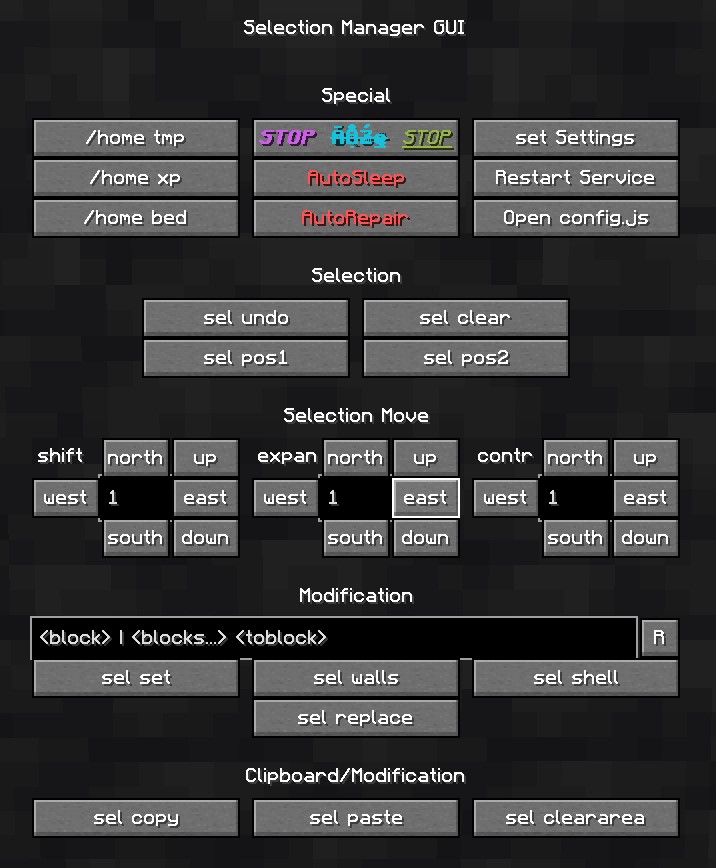 Selection Manager GUI
Special
/home tmp STOP STOP set Settings
/home xp AutoSleep Restart Service
/home bed AutoRepair Open config.js
Selection
sel undo sel clear
sel pos1 sel pos2
Selection Move
shift north up expan north up contr north up
west 1 east west 1 east west 1 east
south down south down south down
Modification
<block> | <blocks...> <toblock> R
sel set sel walls sel shell
sel replace
Clipboard/Modification
sel copy sel paste sel cleararea